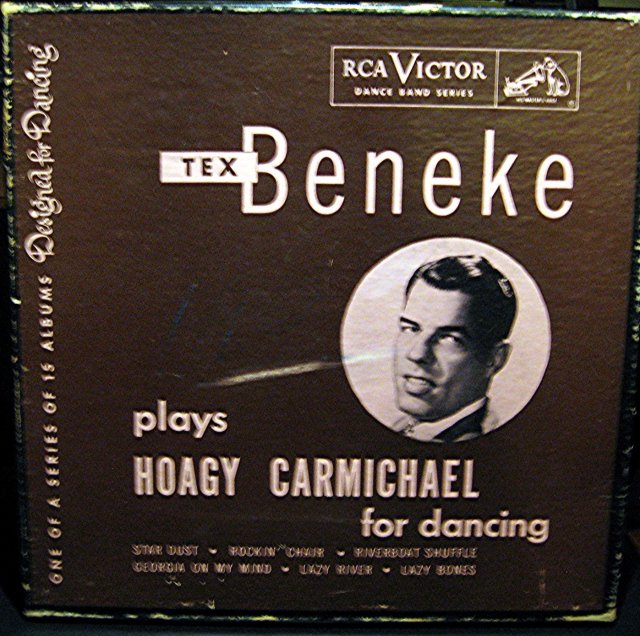 RCA VICTOR
DANCE BAND SERIES
TEX
Beneke
plays
HOAGY CARMICHAEL
for dancing
STAR DUST • ROCKIN' CHAIR • RIVERBOAT SHUFFLE
GEORGIA ON MY MIND • LAZY RIVER • LAZY BONES
ONE OF A SERIES OF 15 ALBUMS Designed for Dancing